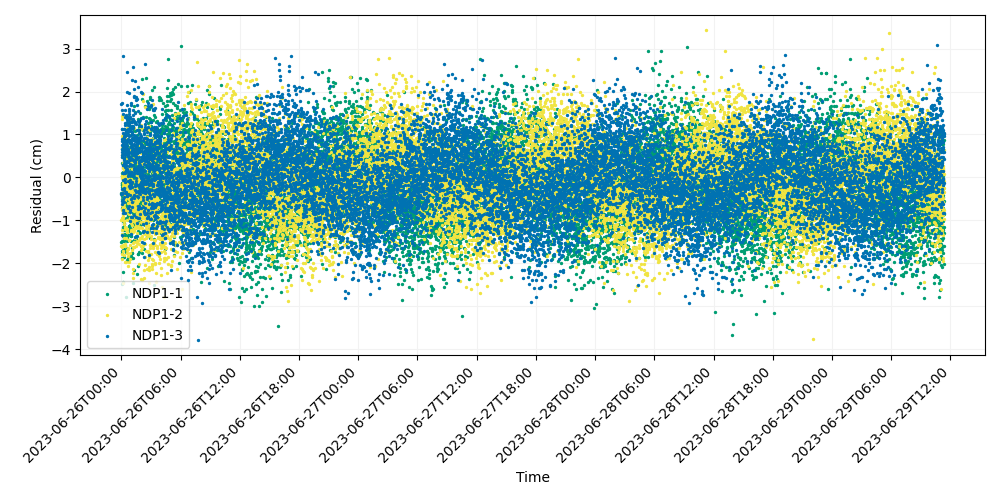 3
2
1
0
−1
−2
−3
−4
Residual (cm)
NDP1-1
NDP1-2
NDP1-3
2023-06-26T00:00
2023-06-26T06:00
2023-06-26T12:00
2023-06-26T18:00
2023-06-27T00:00
2023-06-27T06:00
2023-06-27T12:00
2023-06-27T18:00
2023-06-28T00:00
2023-06-28T06:00
2023-06-28T12:00
2023-06-28T18:00
2023-06-29T00:00
2023-06-29T06:00
2023-06-29T12:00
Time